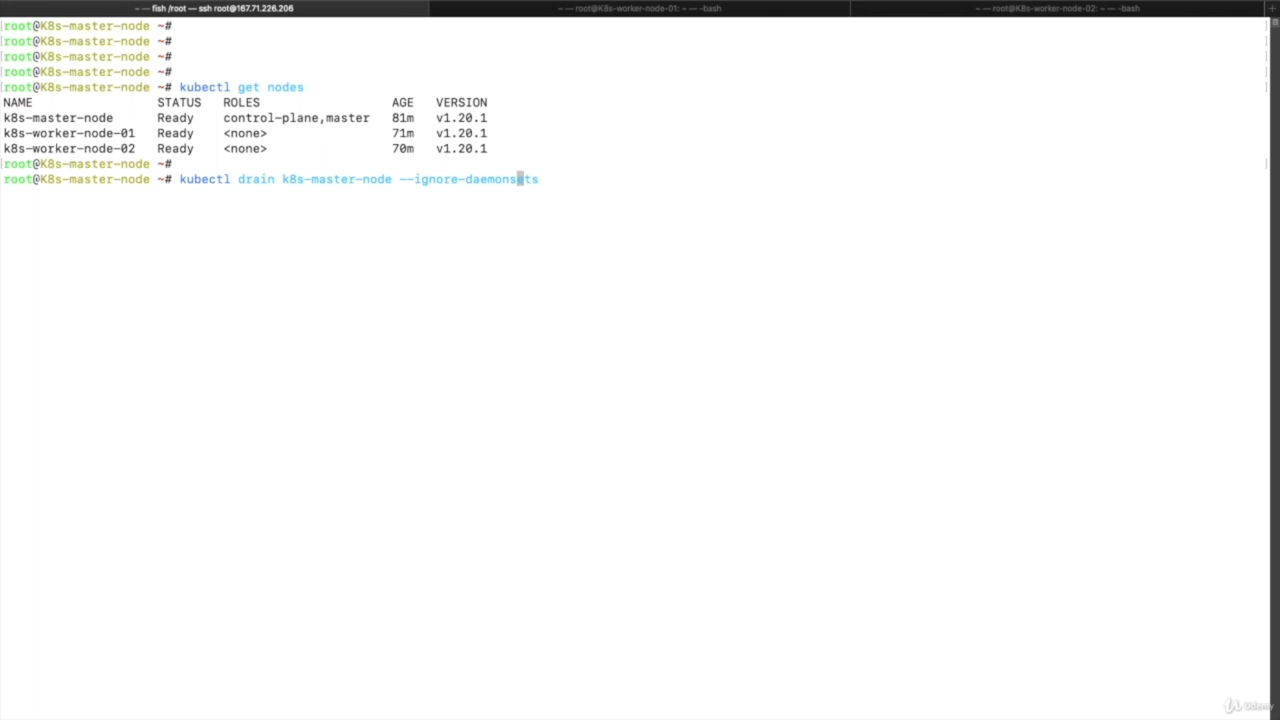 ~ — fish /root — ssh root@167.71.226.206
~ — root@K8s-worker-node-01: ~ — -bash
~ — root@K8s-worker-node-02: ~ — -bash
root@K8s-master-node ~#
root@K8s-master-node ~#
root@K8s-master-node ~#
root@K8s-master-node ~#
root@K8s-master-node ~# kubectl get nodes
NAME STATUS ROLES AGE VERSION
k8s-master-node Ready control-plane,master 81m v1.20.1
k8s-worker-node-01 Ready <none> 71m v1.20.1
k8s-worker-node-02 Ready <none> 70m v1.20.1
root@K8s-master-node ~#
root@K8s-master-node ~# kubectl drain k8s-master-node --ignore-daemonsets
Udemy